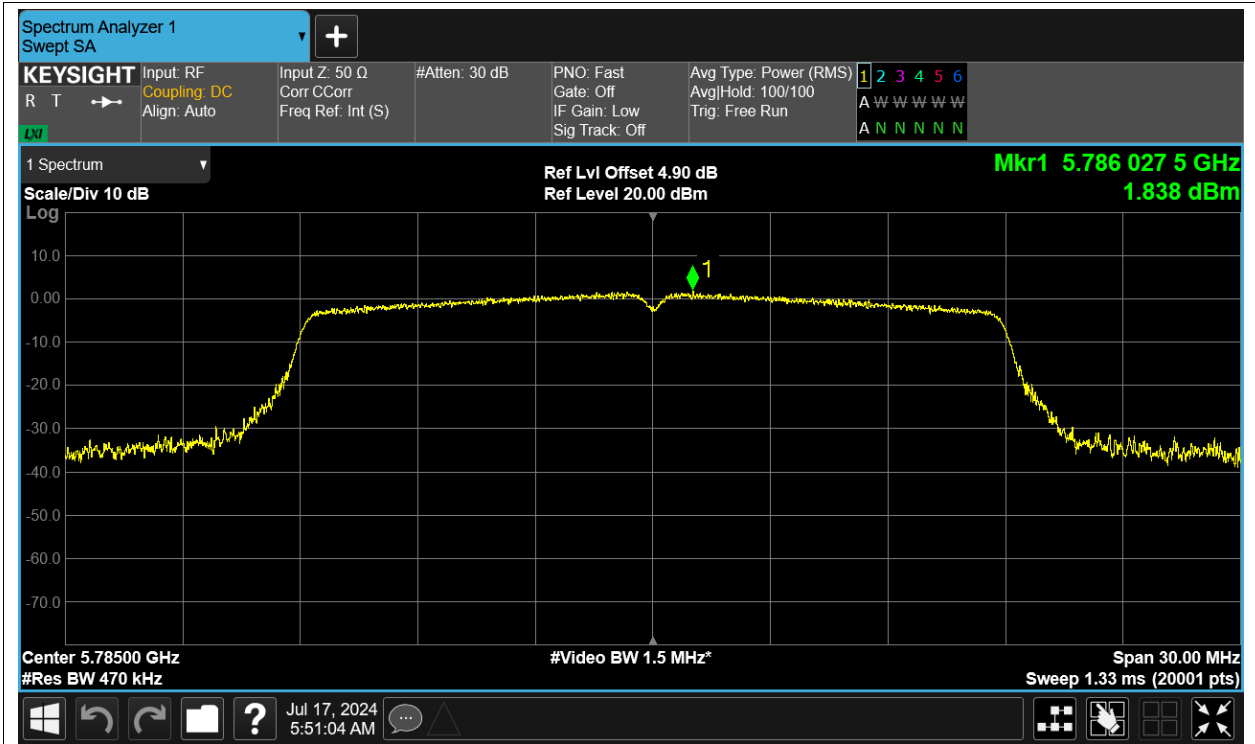 Spectrum Analyzer 1
Swept SA
KEYSIGHT
R T
LXI
Input: RF
Coupling: DC
Align: Auto
Input Z: 50 Ω
Corr CCorr
Freq Ref: Int (S)
#Atten: 30 dB
PNO: Fast
Gate: Off
IF Gain: Low
Sig Track: Off
Avg Type: Power (RMS)
Avg|Hold: 100/100
Trig: Free Run
1 2 3 4 5 6
A W W W W W
A N N N N N
1 Spectrum
Scale/Div 10 dB
Log
Ref Lvl Offset 4.90 dB
Ref Level 20.00 dBm
Mkr1 5.786 027 5 GHz
1.838 dBm
1
10.0
0.00
-10.0
-20.0
-30.0
-40.0
-50.0
-60.0
-70.0
Center 5.78500 GHz
#Res BW 470 kHz
#Video BW 1.5 MHz*
Span 30.00 MHz
Sweep 1.33 ms (20001 pts)
?
Jul 17, 2024
5:51:04 AM